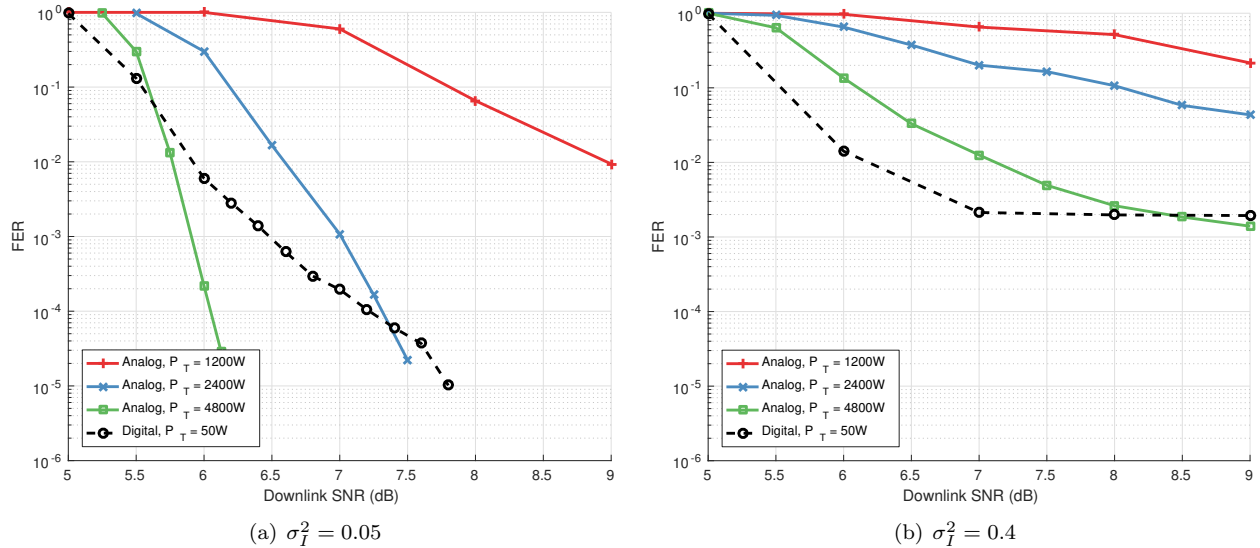 10^0
10^-1
10^-2
10^-3
10^-4
10^-5
10^-6
FER
5 5.5 6 6.5 7 7.5 8 8.5 9
Downlink SNR (dB)
Analog, P_T = 1200W
Analog, P_T = 2400W
Analog, P_T = 4800W
Digital, P_T = 50W
(a) σ_I^2 = 0.05
10^0
10^-1
10^-2
10^-3
10^-4
10^-5
10^-6
FER
5 5.5 6 6.5 7 7.5 8 8.5 9
Downlink SNR (dB)
Analog, P_T = 1200W
Analog, P_T = 2400W
Analog, P_T = 4800W
Digital, P_T = 50W
(b) σ_I^2 = 0.4